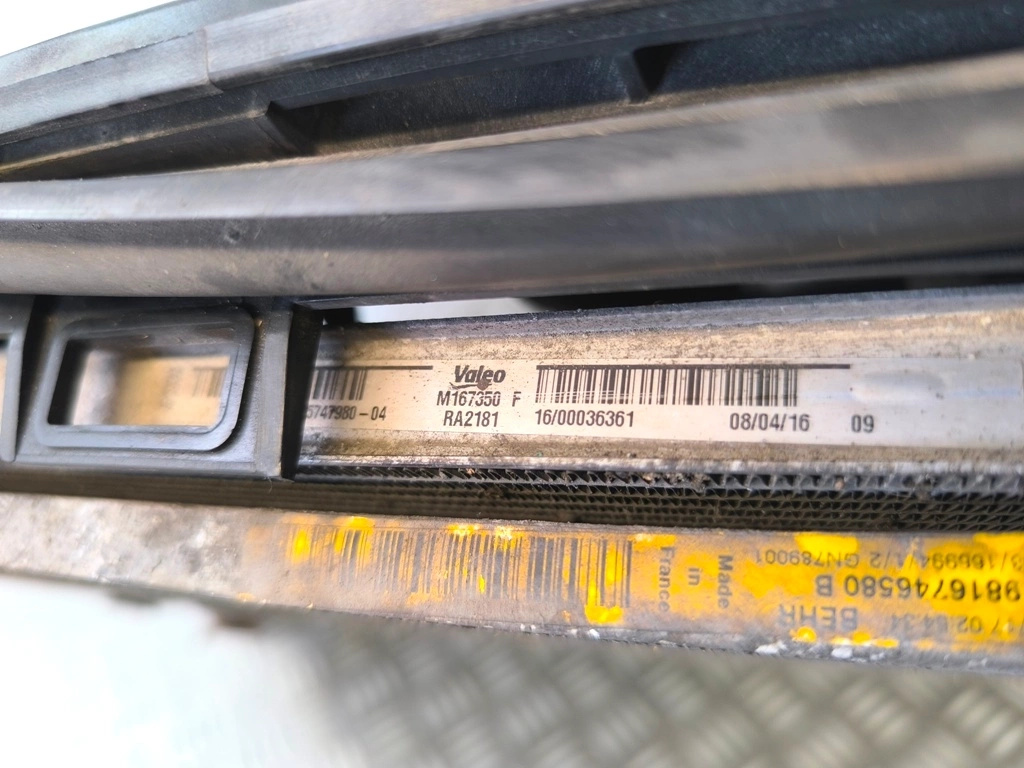 Valeo
M167350 F
5747980-04
RA2181
16/00036361
08/04/16
09
Made
in
France
BEHR
9816746580 B